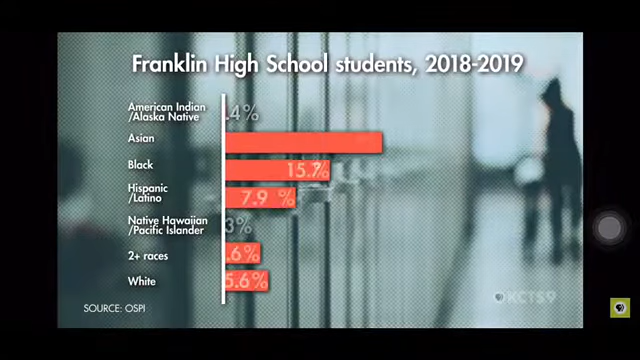 Franklin High School students, 2018-2019
American Indian
/Alaska Native
.4%
Asian
Black
15.7%
Hispanic
/Latino
7.9 %
Native Hawaiian
/Pacific Islander
3%
2+ races
.6%
White
5.6%
SOURCE: OSPI
KCTS9